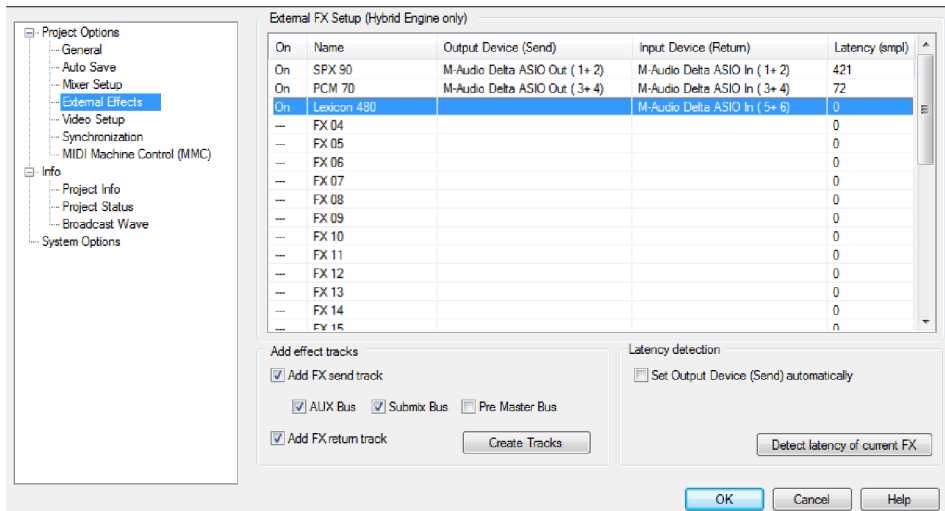 Project Options
General
Auto Save
Mixer Setup
External Effects
Video Setup
Synchronization
MIDI Machine Control (MMC)
Info
Project Info
Project Status
Broadcast Wave
System Options
External FX Setup (Hybrid Engine only)
On Name Output Device (Send) Input Device (Return) Latency (smpl)
On SPX 90 M-Audio Delta ASIO Out ( 1+ 2) M-Audio Delta ASIO In ( 1+ 2) 421
On PCM 70 M-Audio Delta ASIO Out ( 3+ 4) M-Audio Delta ASIO In ( 3+ 4) 72
On Lexicon 480 M-Audio Delta ASIO In ( 5+ 6) 0
--- FX 04 0
--- FX 05 0
--- FX 06 0
--- FX 07 0
--- FX 08 0
--- FX 09 0
--- FX 10 0
--- FX 11 0
--- FX 12 0
--- FX 13 0
--- FX 14 0
--- FX 15 0
Add effect tracks
Add FX send track
AUX Bus Submix Bus Pre Master Bus
Add FX return track Create Tracks
Latency detection
Set Output Device (Send) automatically
Detect latency of current FX
OK Cancel Help